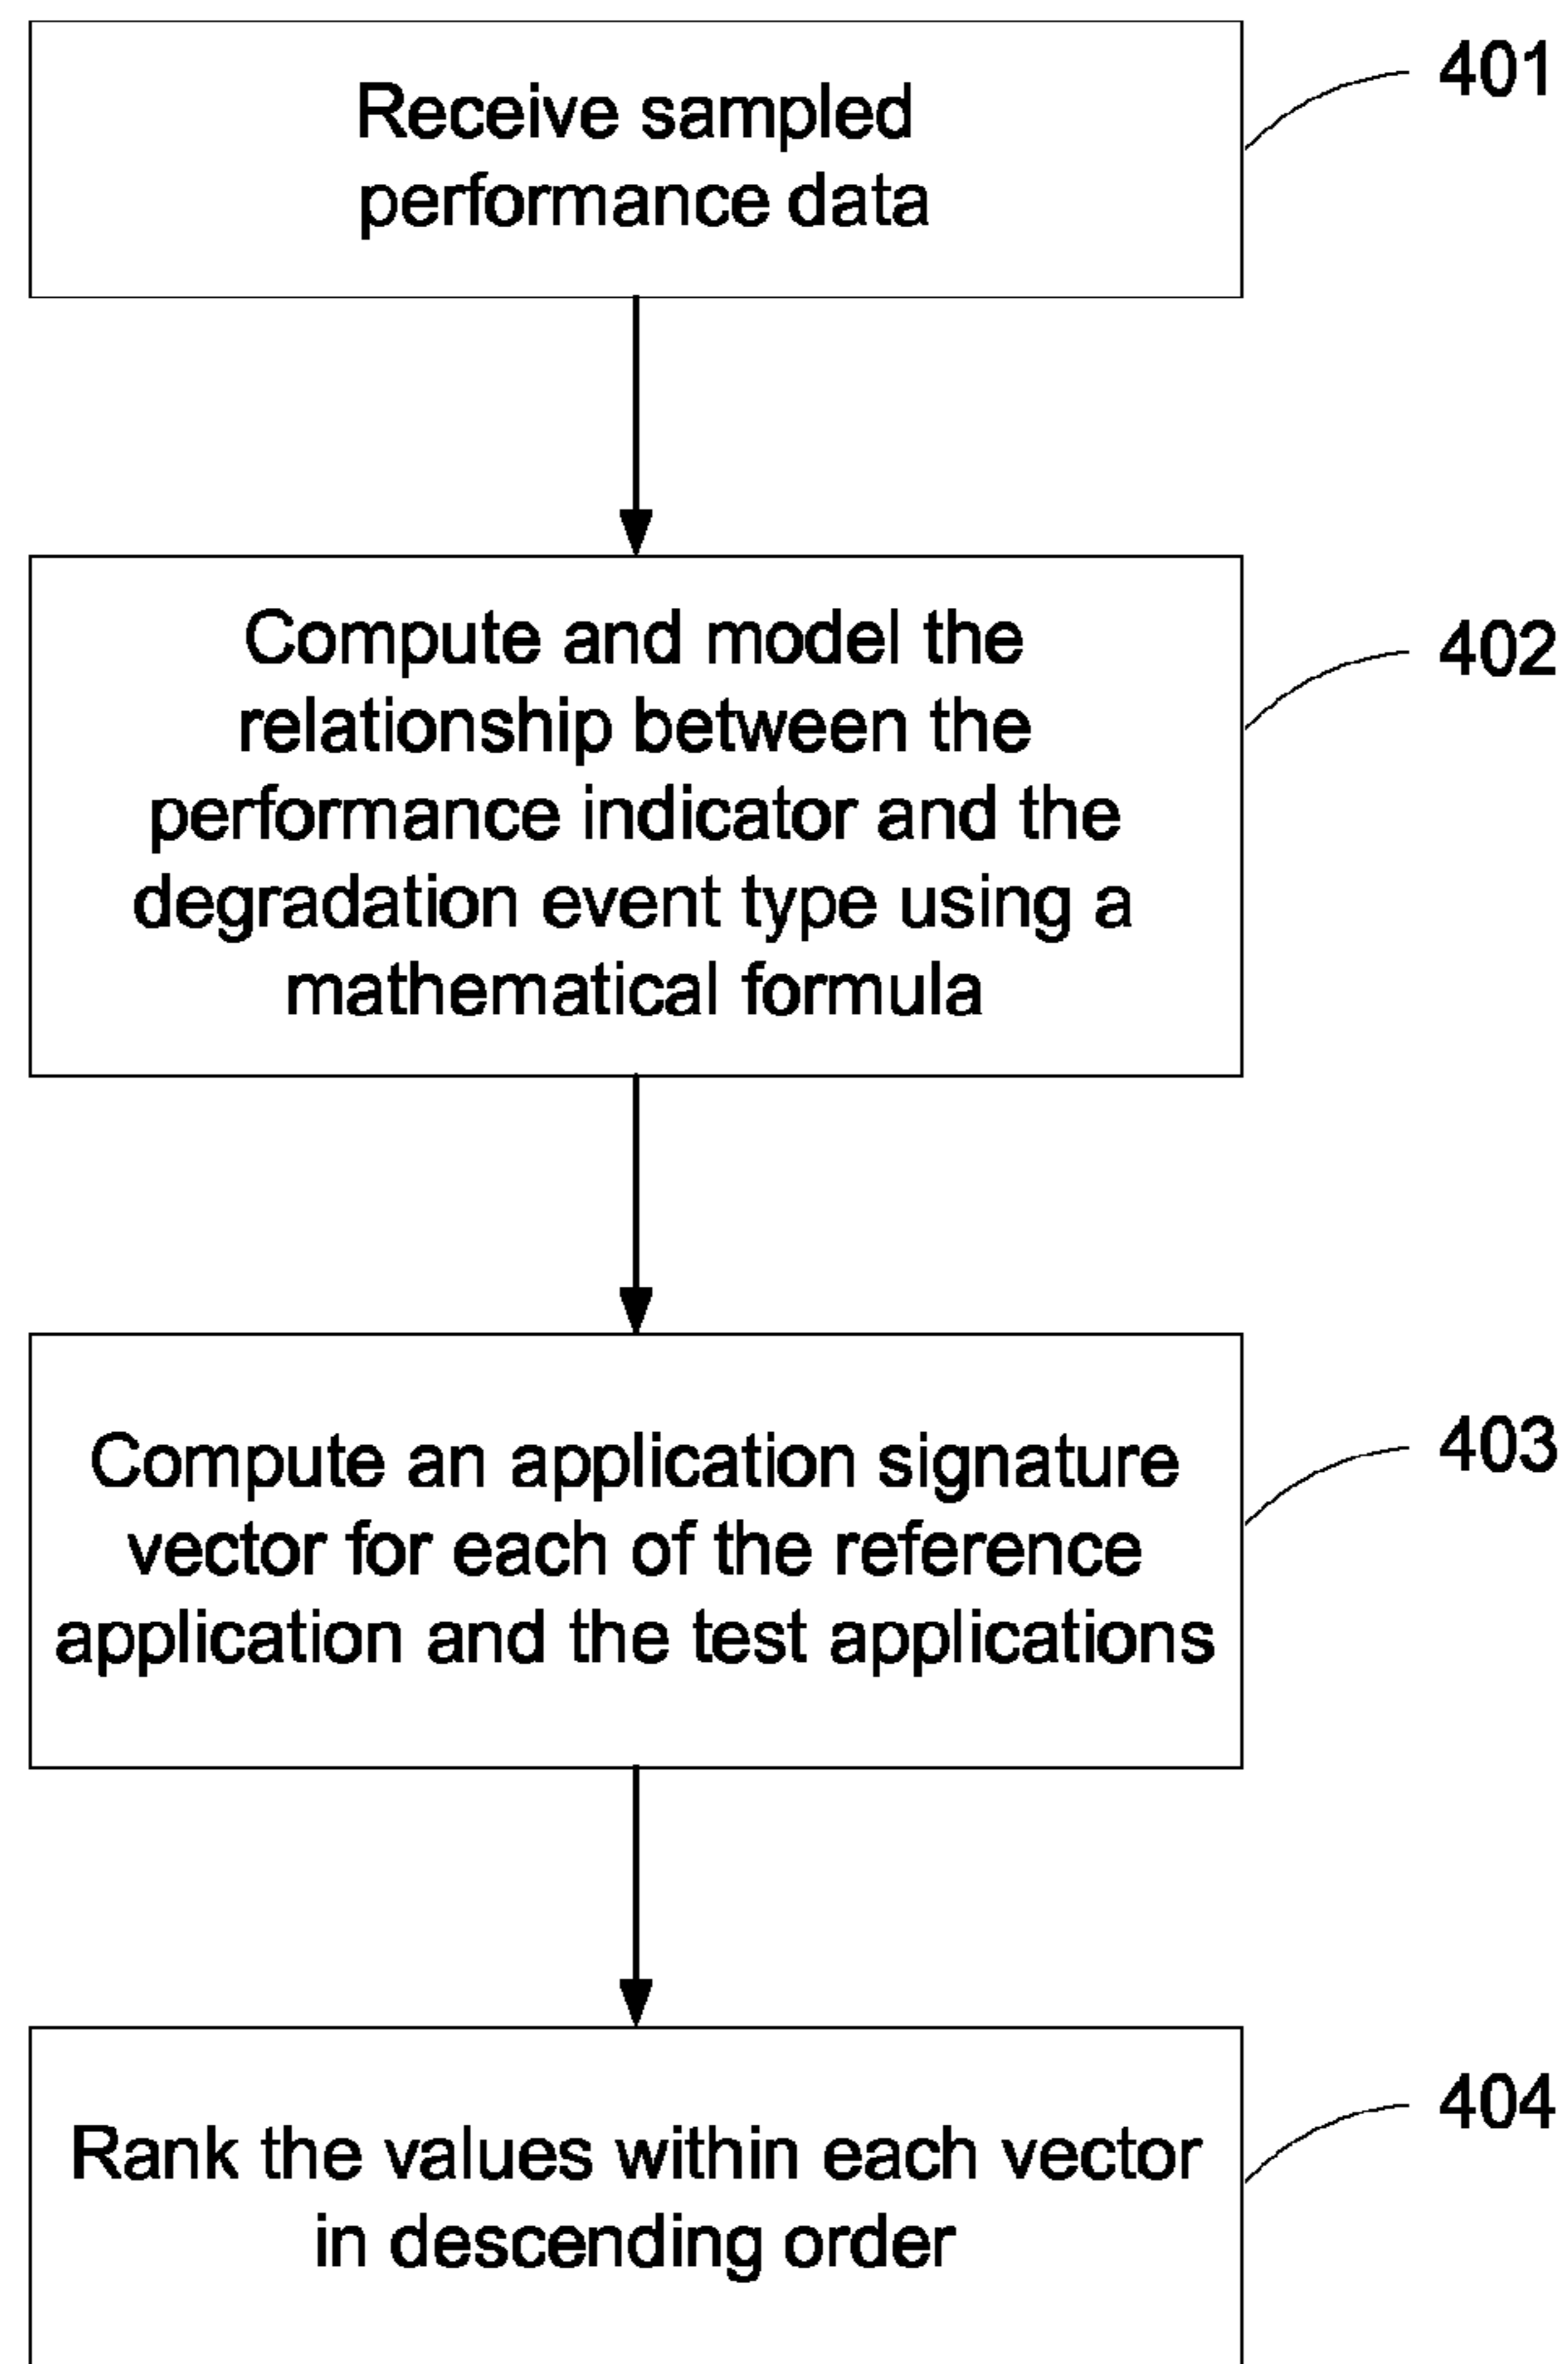 Receive sampled
performance data
401
Compute and model the
relationship between the
performance indicator and the
degradation event type using a
mathematical formula
402
Compute an application signature
vector for each of the reference
application and the test applications
403
Rank the values within each vector
in descending order
404